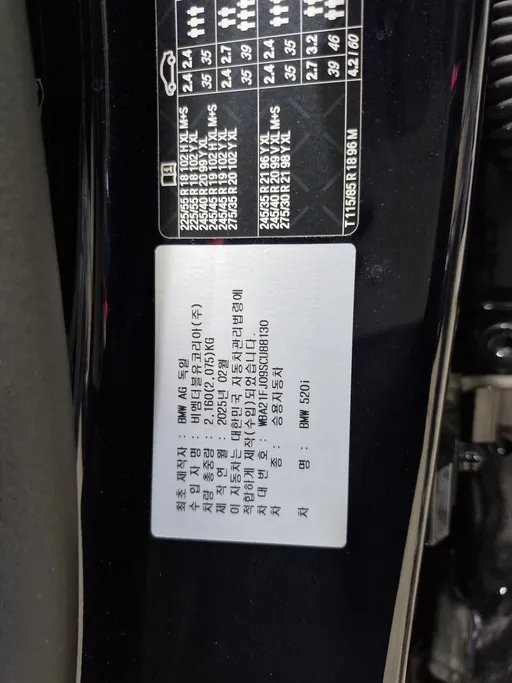 2.4 2.4
35 35
2.4 2.7
35 39
2.4 2.4
35 35
2.7 3.2
39 46
4.2 / 60
225/55 R 18 102 H XL M+S
225/55 R 18 102 Y XL
245/40 R 20 99 Y XL
245/45 R 19 102 H XL M+S
245/45 R 19 102 Y XL
275/35 R 20 102 Y XL
245/35 R 21 96 Y XL
245/40 R 20 99 V XL M+S
275/30 R 21 98 Y XL
T 115/85 R 18 96 M
최초 제작자 : BMW AG 독일
수 입 자 명 : 비엠더블유코리아(주)
차량 총중량 : 2,160(2,075)KG
제 작 연 월 : 2025년 02월
이 자동차는 대한민국 자동차관리법령에
적합하게 제작(수입)되었습니다.
차 대 번 호 : WBA21FJ09SCU88130
차 종 : 승용자동차
차 명 : BMW 520i